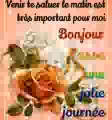 Venir te saluer le matin est
très important pour moi
Bonjour
une
jolie
journée